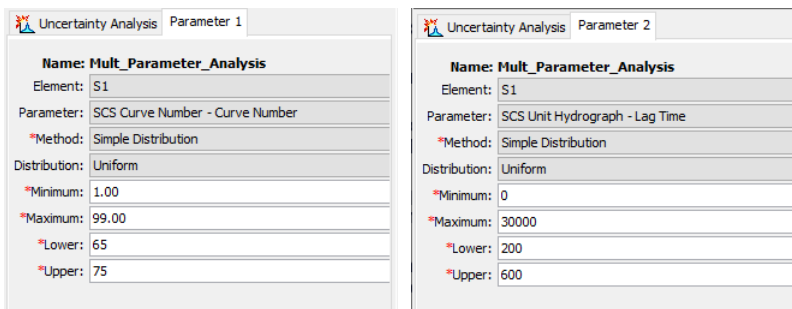 Uncertainty Analysis Parameter 1
Name: Mult_Parameter_Analysis
Element: S1
Parameter: SCS Curve Number - Curve Number
*Method: Simple Distribution
Distribution: Uniform
*Minimum: 1.00
*Maximum: 99.00
*Lower: 65
*Upper: 75
Uncertainty Analysis Parameter 2
Name: Mult_Parameter_Analysis
Element: S1
Parameter: SCS Unit Hydrograph - Lag Time
*Method: Simple Distribution
Distribution: Uniform
*Minimum: 0
*Maximum: 30000
*Lower: 200
*Upper: 600